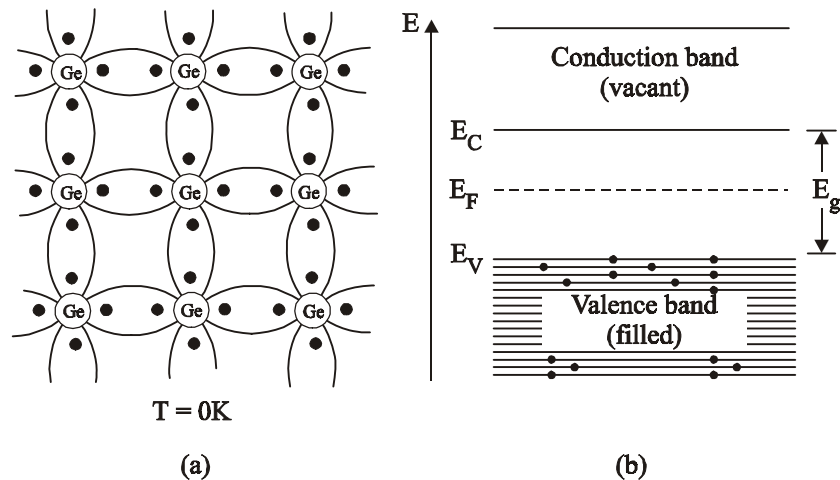 Ge Ge Ge
Ge Ge Ge
Ge Ge Ge
T = 0K
(a)
E
Conduction band
(vacant)
E_C
E_F
E_g
E_V
Valence band
(filled)
(b)